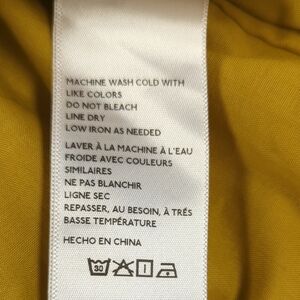 MACHINE WASH COLD WITH
LIKE COLORS
DO NOT BLEACH
LINE DRY
LOW IRON AS NEEDED
LAVER À LA MACHINE À L'EAU
FROIDE AVEC COULEURS
SIMILAIRES
NE PAS BLANCHIR
LIGNE SEC
REPASSER, AU BESOIN, À TRÉS
BASSE TEMPÉRATURE
HECHO EN CHINA
30